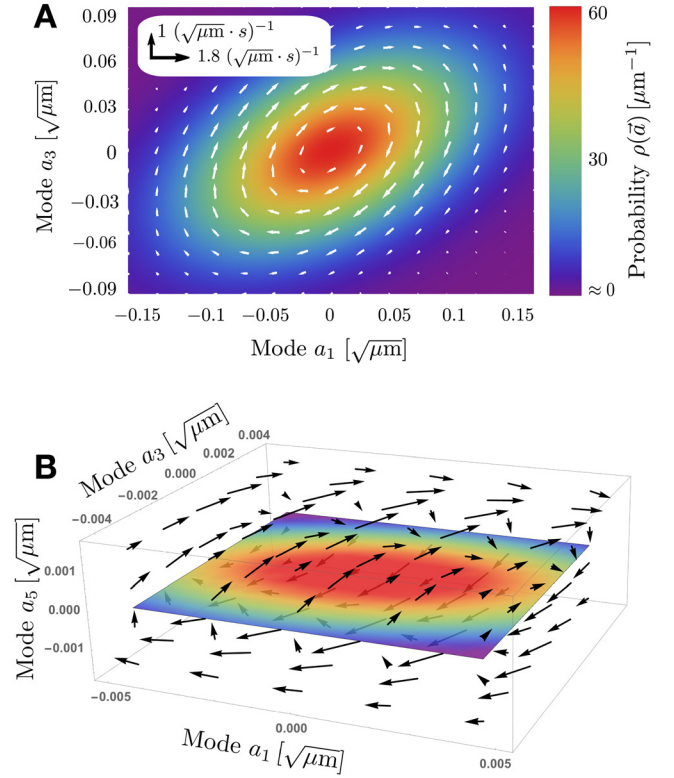 A
0.09
0.06
0.03
0
−0.03
−0.06
−0.09
Mode a₃ [√μm]
1 (√μm · s)⁻¹
1.8 (√μm · s)⁻¹
−0.15 −0.1 −0.05 0 0.05 0.1 0.15
Mode a₁ [√μm]
60
30
≈ 0
Probability ρ(a⃗) [μm⁻¹]
B
Mode a₃ [√μm]
0.004
0.002
0.000
−0.002
−0.004
Mode a₅ [√μm]
0.001
0.000
−0.001
−0.005
0.000
0.005
Mode a₁ [√μm]